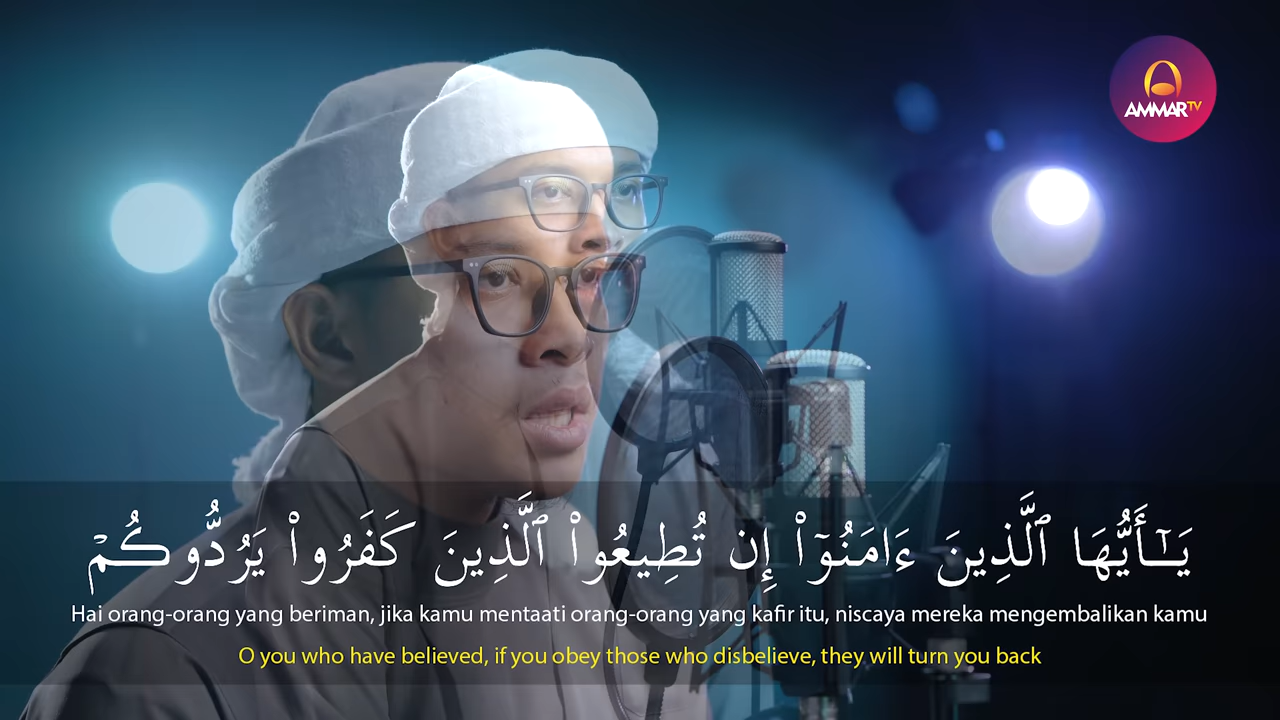 AMMAR TV
يَـٰٓأَيُّهَا ٱلَّذِينَ ءَامَنُوٓا۟ إِن تُطِيعُوا۟ ٱلَّذِينَ كَفَرُوا۟ يَرُدُّوكُمْ
Hai orang-orang yang beriman, jika kamu mentaati orang-orang yang kafir itu, niscaya mereka mengembalikan kamu
O you who have believed, if you obey those who disbelieve, they will turn you back